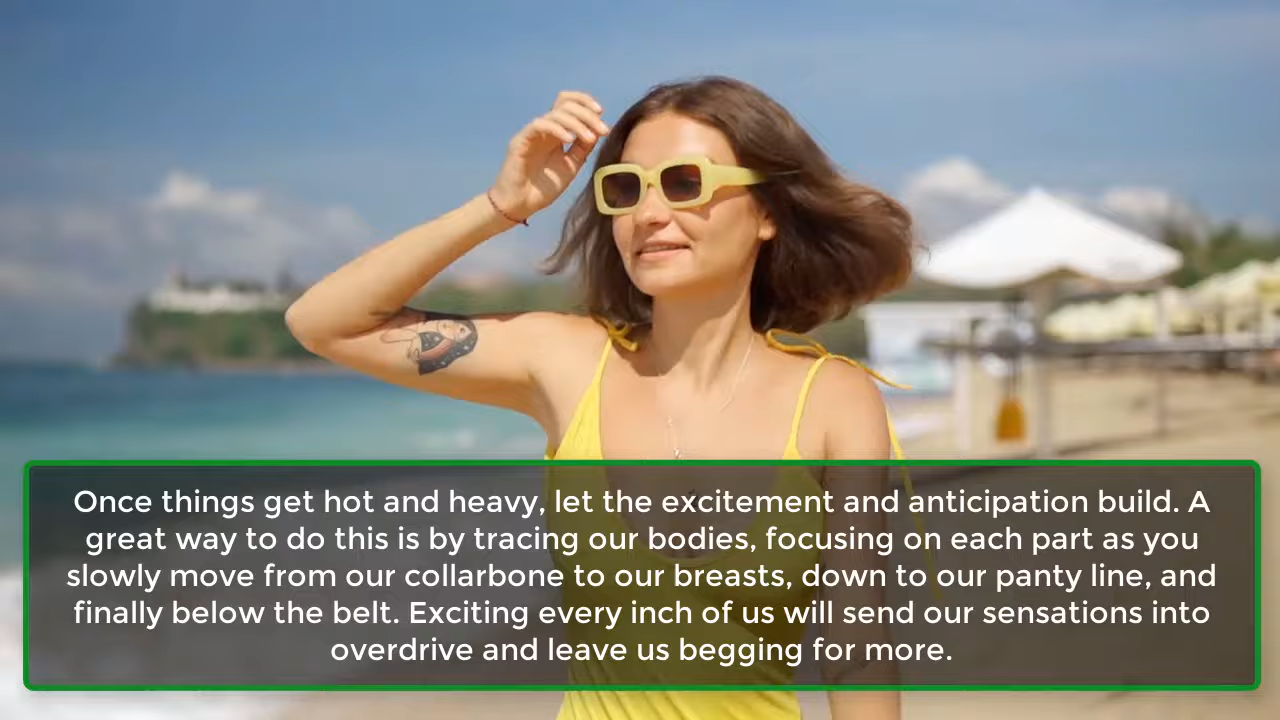 Once things get hot and heavy, let the excitement and anticipation build. A
great way to do this is by tracing our bodies, focusing on each part as you
slowly move from our collarbone to our breasts, down to our panty line, and
finally below the belt. Exciting every inch of us will send our sensations into
overdrive and leave us begging for more.